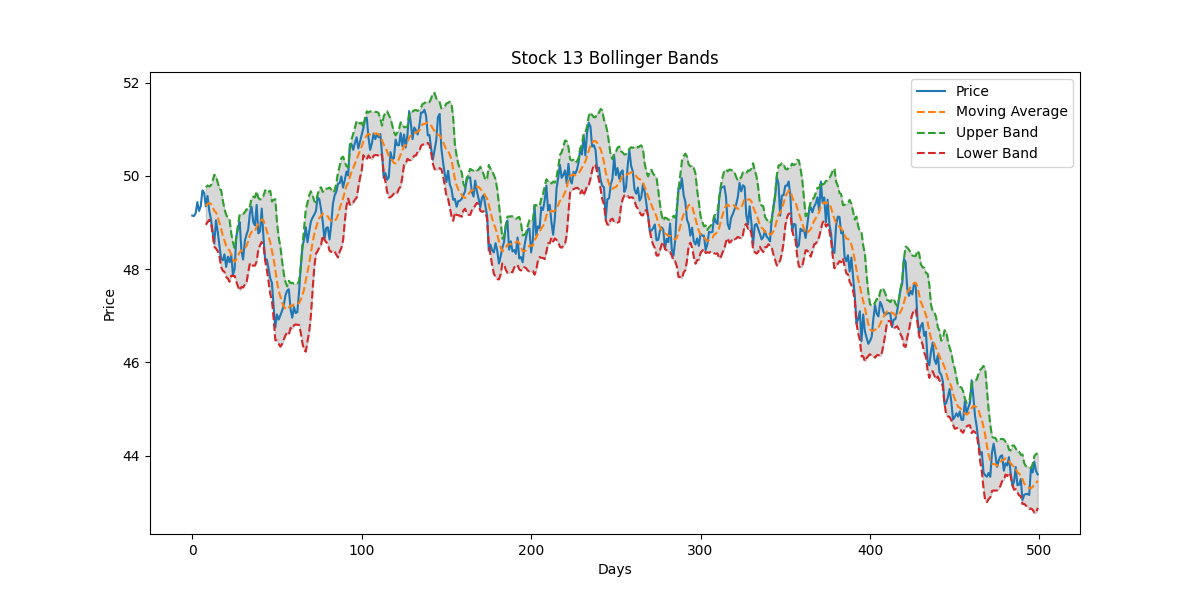 Stock 13 Bollinger Bands
Price
Moving Average
Upper Band
Lower Band
52
50
48
46
44
Price
0
100
200
300
400
500
Days